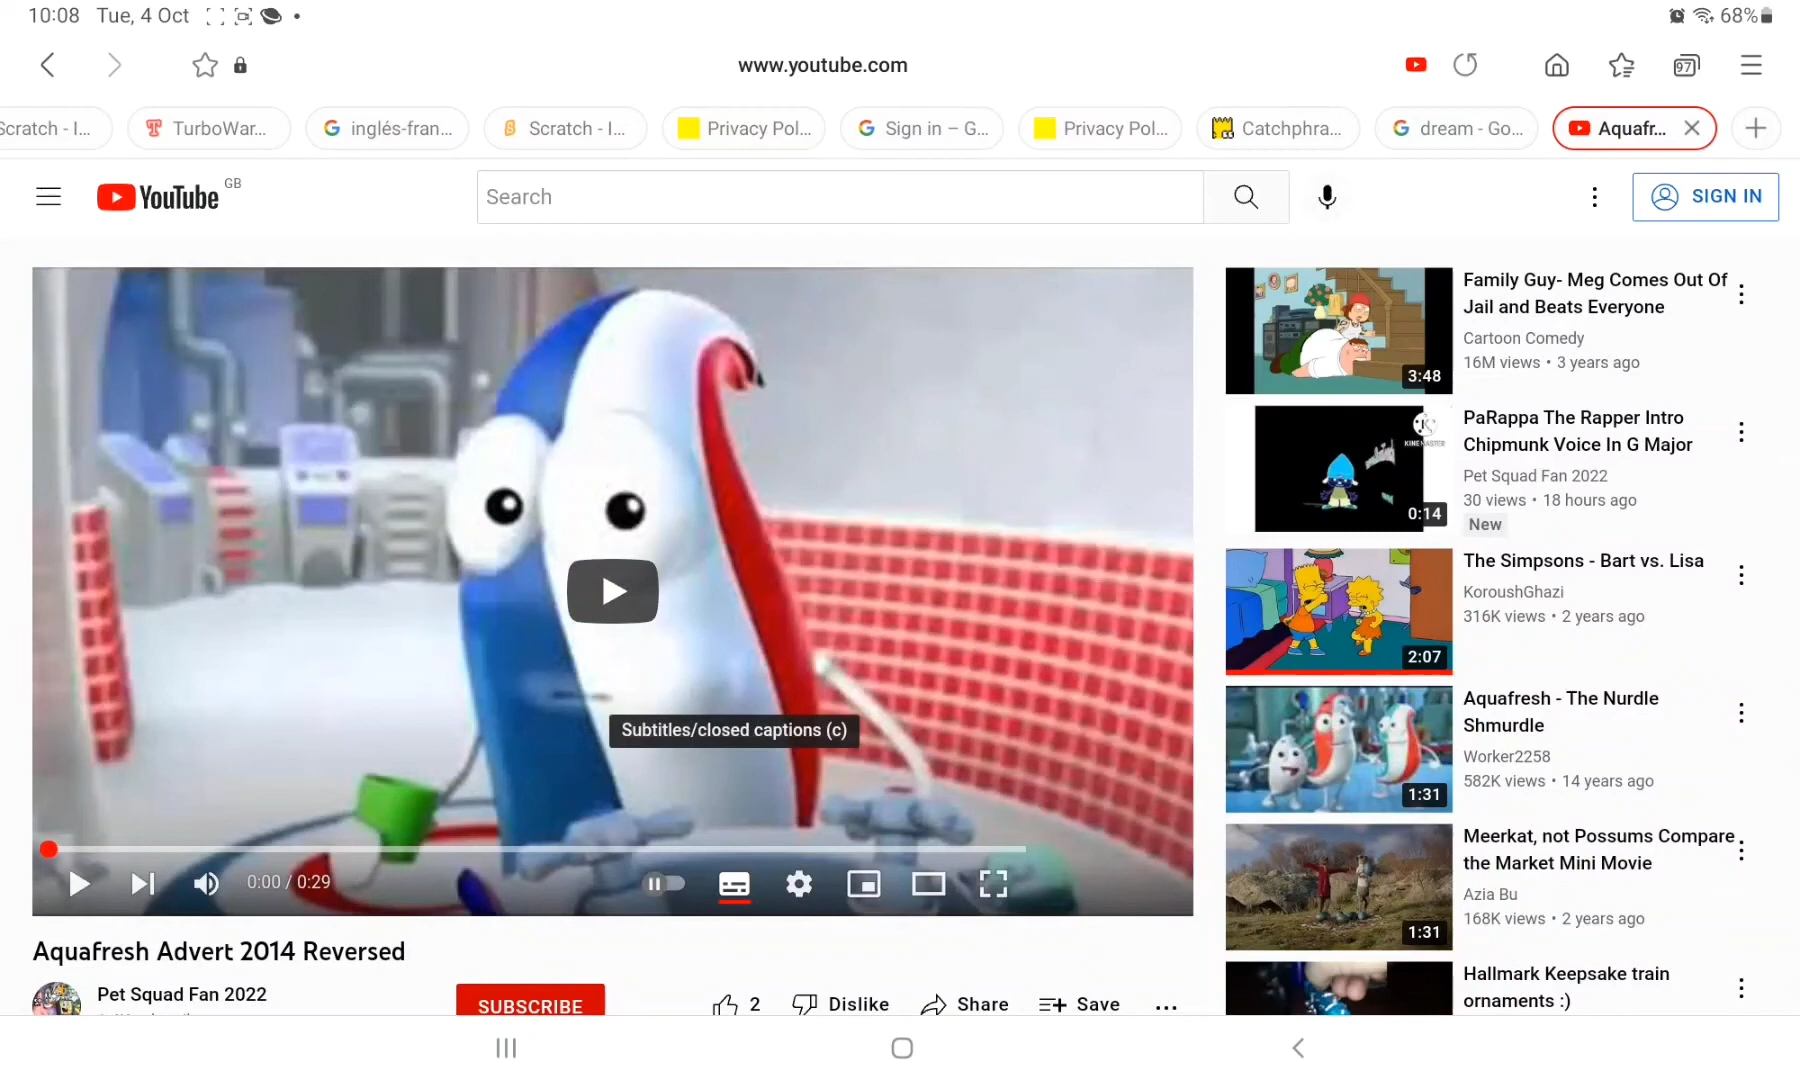 10:08 Tue, 4 Oct
68%
www.youtube.com
97
Scratch - I...
TurboWar...
inglés-fran...
Scratch - I...
Privacy Pol...
Sign in – G...
Privacy Pol...
Catchphra...
dream - Go...
Aquafr...
YouTube GB
Search
SIGN IN
Subtitles/closed captions (c)
0:00 / 0:29
Aquafresh Advert 2014 Reversed
Pet Squad Fan 2022
SUBSCRIBE
2
Dislike
Share
Save
3:48
Family Guy- Meg Comes Out Of
Jail and Beats Everyone
Cartoon Comedy
16M views • 3 years ago
KINEMASTER
0:14
PaRappa The Rapper Intro
Chipmunk Voice In G Major
Pet Squad Fan 2022
30 views • 18 hours ago
New
2:07
The Simpsons - Bart vs. Lisa
KoroushGhazi
316K views • 2 years ago
1:31
Aquafresh - The Nurdle
Shmurdle
Worker2258
582K views • 14 years ago
1:31
Meerkat, not Possums Compare
the Market Mini Movie
Azia Bu
168K views • 2 years ago
Hallmark Keepsake train
ornaments :)